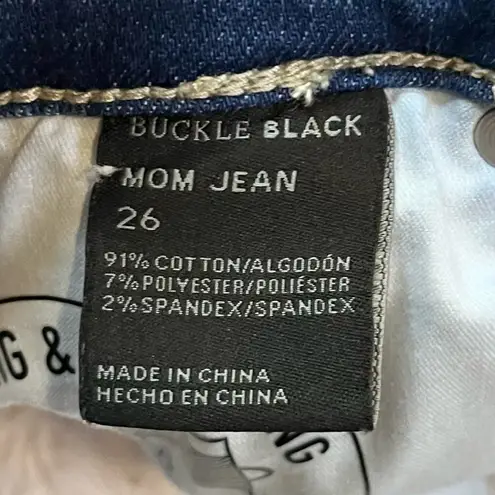 BUCKLE BLACK
MOM JEAN
26
91% COTTON/ALGODÓN
7% POLYESTER/POLIÉSTER
2% SPANDEX/SPANDEX
MADE IN CHINA
HECHO EN CHINA
&